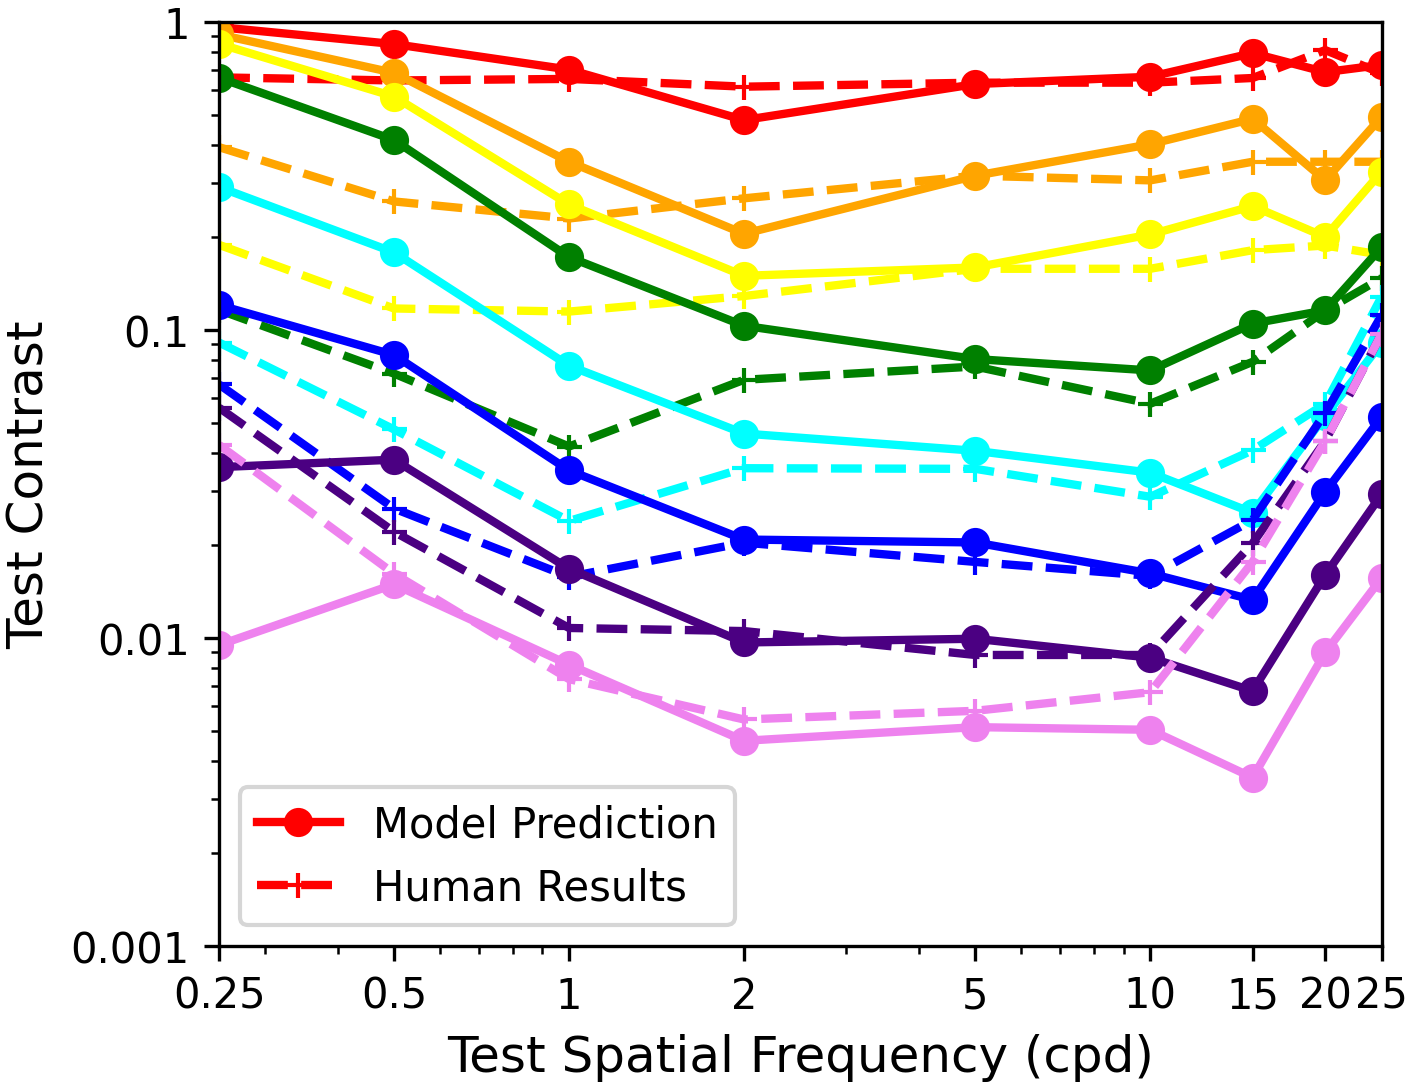 1
0.1
0.01
0.001
Test Contrast
Model Prediction
Human Results
0.25 0.5 1 2 5 10 15 20 25
Test Spatial Frequency (cpd)